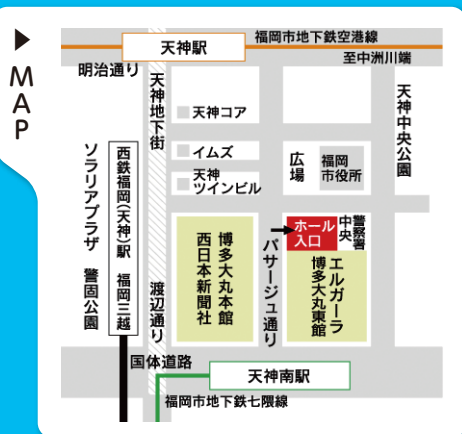 MAP
福岡市地下鉄空港線
天神駅
至中洲川端
明治通り
天神地下街
天神コア
イムズ
天神
ツインビル
広場
福岡
市役所
天神中央公園
ソラリアプラザ 警固公園
西鉄福岡(天神)駅 福岡三越
渡辺通り
博多大丸本館
西日本新聞社
パサージュ通り
ホール
入口
中央
警察署
エルガーラ
博多大丸東館
国体道路
天神南駅
福岡市地下鉄七隈線